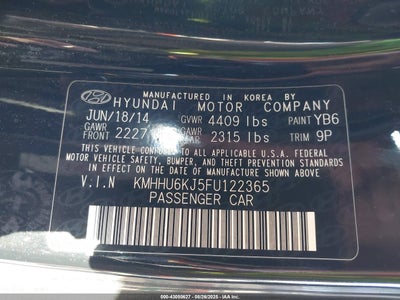 MANUFACTURED IN KOREA BY
HYUNDAI MOTOR COMPANY
JUN/18/14 GVWR 4409 lbs PAINT YB6
GAWR FRONT 2227 GAWR REAR 2315 lbs TRIM 9P
THIS VEHICLE CONFORMS TO ALL APPLICABLE U.S.A. FEDERAL
MOTOR VEHICLE SAFETY, BUMPER, AND THEFT PREVENTION
STANDARDS IN EFFECT ON THE DATE OF MANUFACTURE SHOWN ABOVE.
V.I.N KMHHU6KJ5FU122365
PASSENGER CAR